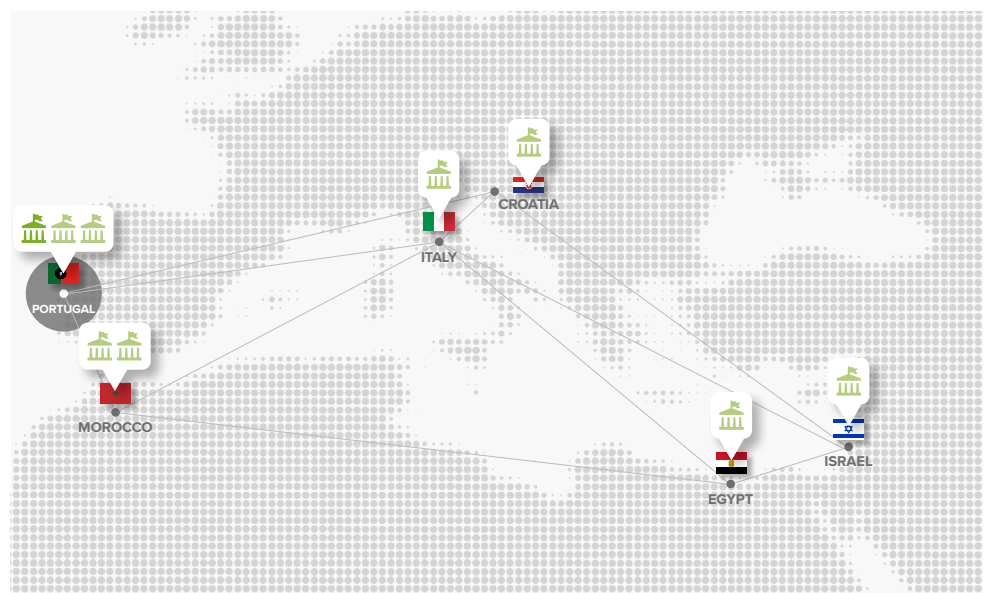 CROATIA
ITALY
PORTUGAL
MOROCCO
ISRAEL
EGYPT